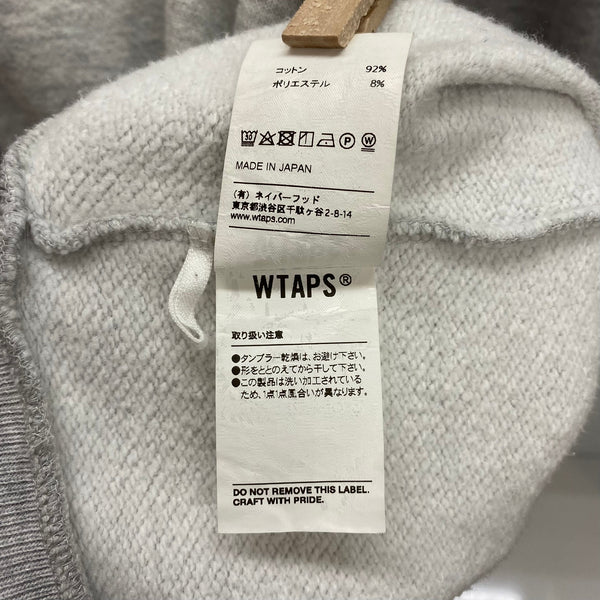 コットン 92%
ポリエステル 8%
30 P W
MADE IN JAPAN
(有) ネイバーフッド
東京都渋谷区千駄ヶ谷2-8-14
www.wtaps.com
WTAPS®
取り扱い注意
●タンブラー乾燥は、お避け下さい。
●形をととのえてから干して下さい。
●この製品は洗い加工されている
ため、1点1点風合いが異なります。
DO NOT REMOVE THIS LABEL.
CRAFT WITH PRIDE.